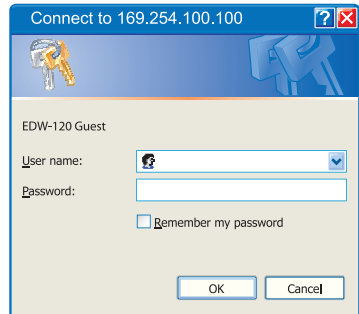 Connect to 169.254.100.100
EDW-120 Guest
User name:
Password:
Remember my password
OK
Cancel